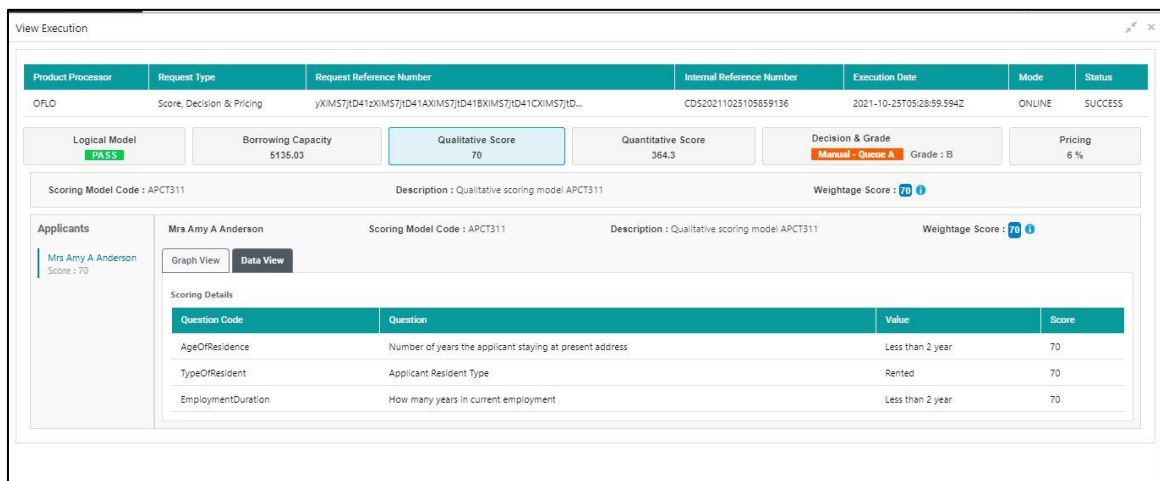 View Execution
Product Processor Request Type Request Reference Number Internal Reference Number Execution Date Mode Status
OFLO Score, Decision & Pricing yXIMS7jtD41zXIMS7jtD41AXIMS7jtD41BXIMS7jtD41CXIMS7jtD... CDS20211025105859136 2021-10-25T05:28:59.594Z ONLINE SUCCESS
Logical Model Borrowing Capacity Qualitative Score Quantitative Score Decision & Grade Pricing
PASS 5135.03 70 364.3 Manual - Queue A Grade : B 6 %
Scoring Model Code : APCT311 Description : Qualitative scoring model APCT311 Weightage Score : 70
Applicants Mrs Amy A Anderson Scoring Model Code : APCT311 Description : Qualitative scoring model APCT311 Weightage Score : 70
Mrs Amy A Anderson
Score : 70
Graph View Data View
Scoring Details
Question Code Question Value Score
AgeOfResidence Number of years the applicant staying at present address Less than 2 year 70
TypeOfResident Applicant Resident Type Rented 70
EmploymentDuration How many years in current employment Less than 2 year 70